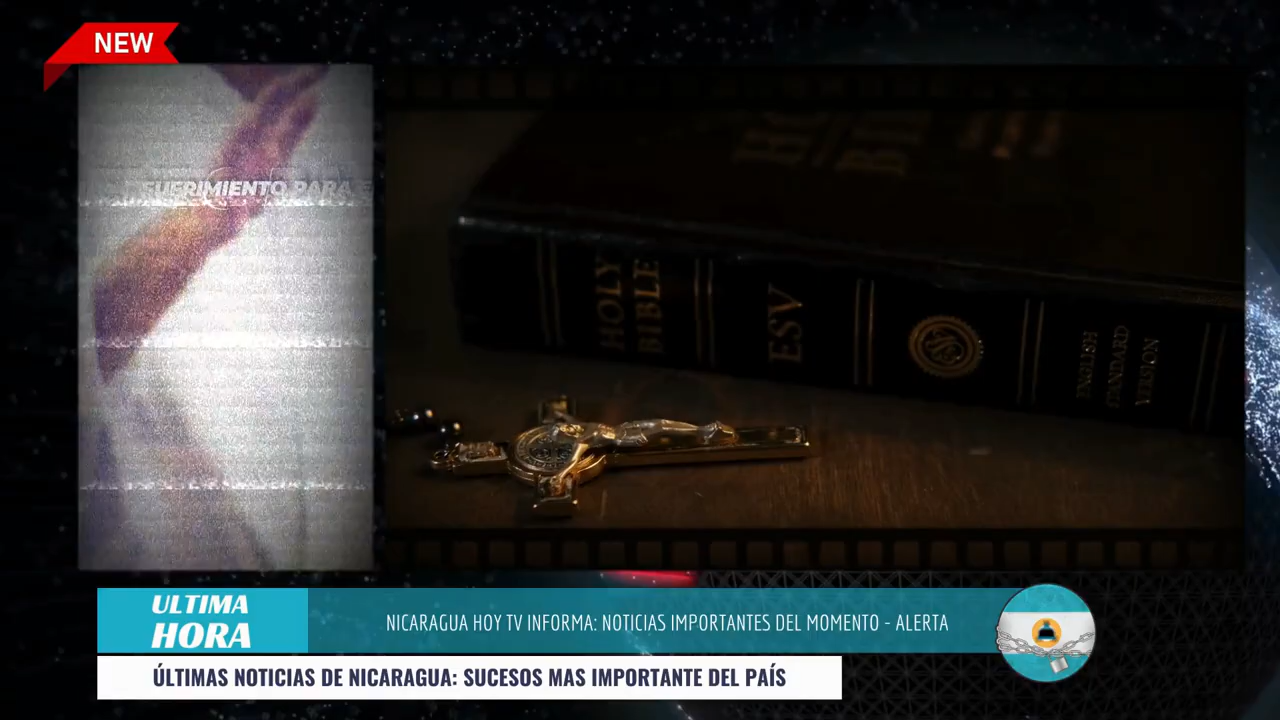 NEW
PARA E
HOLY
BIBLE
ESV
ENGLISH
STANDARD
VERSION
ULTIMA
HORA
NICARAGUA HOY TV INFORMA: NOTICIAS IMPORTANTES DEL MOMENTO - ALERTA
ÚLTIMAS NOTICIAS DE NICARAGUA: SUCESOS MAS IMPORTANTE DEL PAÍS